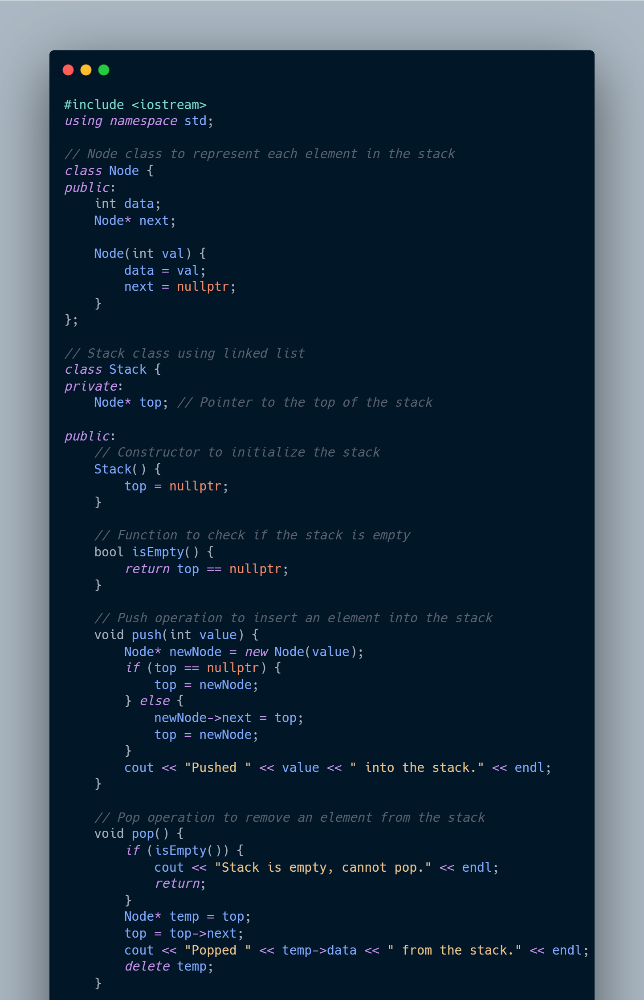 #include <iostream>
using namespace std;

// Node class to represent each element in the stack
class Node {
public:
    int data;
    Node* next;

    Node(int val) {
        data = val;
        next = nullptr;
    }
};

// Stack class using linked list
class Stack {
private:
    Node* top; // Pointer to the top of the stack

public:
    // Constructor to initialize the stack
    Stack() {
        top = nullptr;
    }

    // Function to check if the stack is empty
    bool isEmpty() {
        return top == nullptr;
    }

    // Push operation to insert an element into the stack
    void push(int value) {
        Node* newNode = new Node(value);
        if (top == nullptr) {
            top = newNode;
        } else {
            newNode->next = top;
            top = newNode;
        }
        cout << "Pushed " << value << " into the stack." << endl;
    }

    // Pop operation to remove an element from the stack
    void pop() {
        if (isEmpty()) {
            cout << "Stack is empty, cannot pop." << endl;
            return;
        }
        Node* temp = top;
        top = top->next;
        cout << "Popped " << temp->data << " from the stack." << endl;
        delete temp;
    }